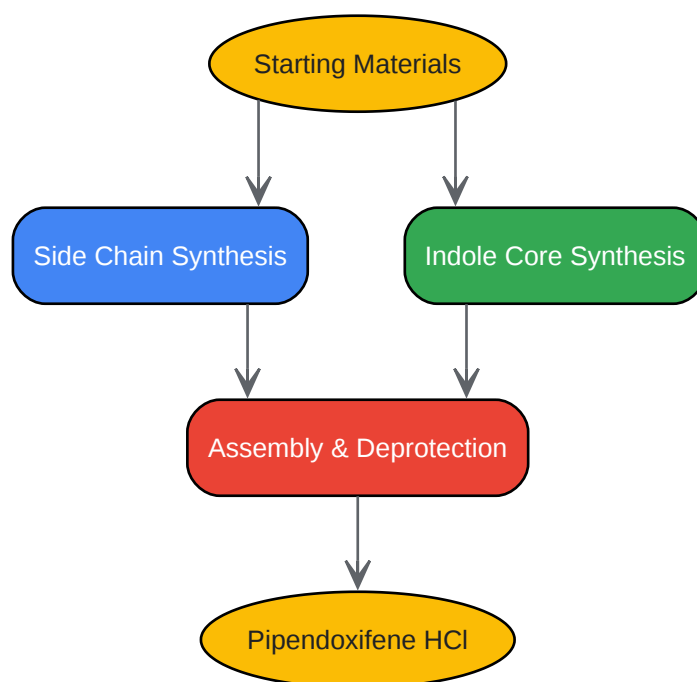 Starting Materials
Side Chain Synthesis
Indole Core Synthesis
Assembly & Deprotection
Pipendoxifene HCl